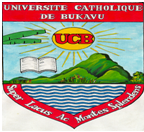 UNIVERSITE CATHOLIQUE
DE BUKAVU
UCB
Super Lacus Ac Montes Splendens